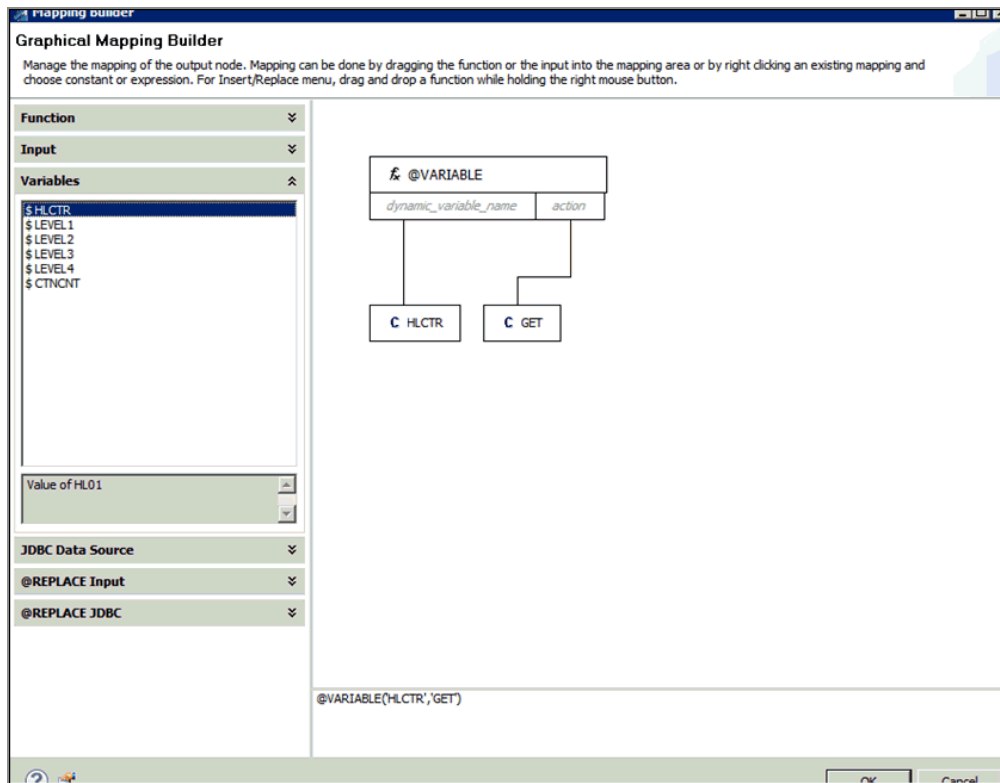 Mapping Builder
Graphical Mapping Builder
Manage the mapping of the output node. Mapping can be done by dragging the function or the input into the mapping area or by right clicking an existing mapping and
choose constant or expression. For Insert/Replace menu, drag and drop a function while holding the right mouse button.
Function
Input
Variables
$ HLCTR
$ LEVEL1
$ LEVEL2
$ LEVEL3
$ LEVEL4
$ CTNCNT
Value of HL01
JDBC Data Source
@REPLACE Input
@REPLACE JDBC
fx @VARIABLE
dynamic_variable_name action
C HLCTR C GET
@VARIABLE('HLCTR','GET')
OK Cancel